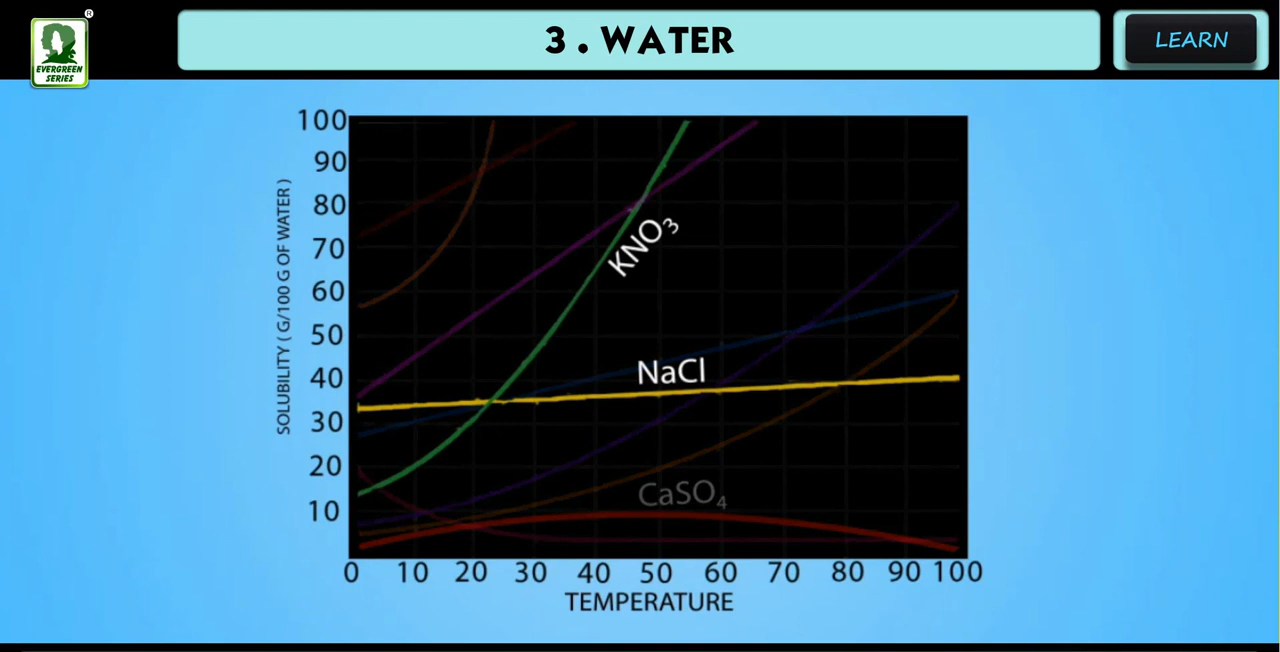 ®
EVERGREEN
SERIES
3 . WATER
LEARN
SOLUBILITY ( G/100 G OF WATER )
100
90
80
70
60
50
40
30
20
10
KNO₃
NaCl
CaSO₄
0 10 20 30 40 50 60 70 80 90 100
TEMPERATURE